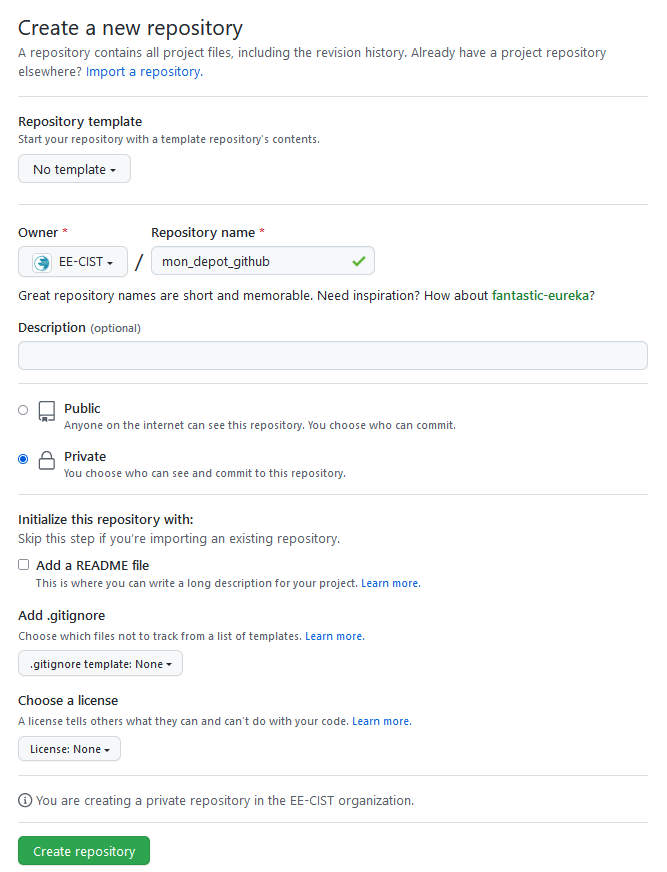 Create a new repository
A repository contains all project files, including the revision history. Already have a project repository
elsewhere? Import a repository.
Repository template
Start your repository with a template repository's contents.
No template
Owner *
Repository name *
EE-CIST
/
mon_depot_github
Great repository names are short and memorable. Need inspiration? How about fantastic-eureka?
Description (optional)
Public
Anyone on the internet can see this repository. You choose who can commit.
Private
You choose who can see and commit to this repository.
Initialize this repository with:
Skip this step if you're importing an existing repository.
Add a README file
This is where you can write a long description for your project. Learn more.
Add .gitignore
Choose which files not to track from a list of templates. Learn more.
.gitignore template: None
Choose a license
A license tells others what they can and can't do with your code. Learn more.
License: None
You are creating a private repository in the EE-CIST organization.
Create repository